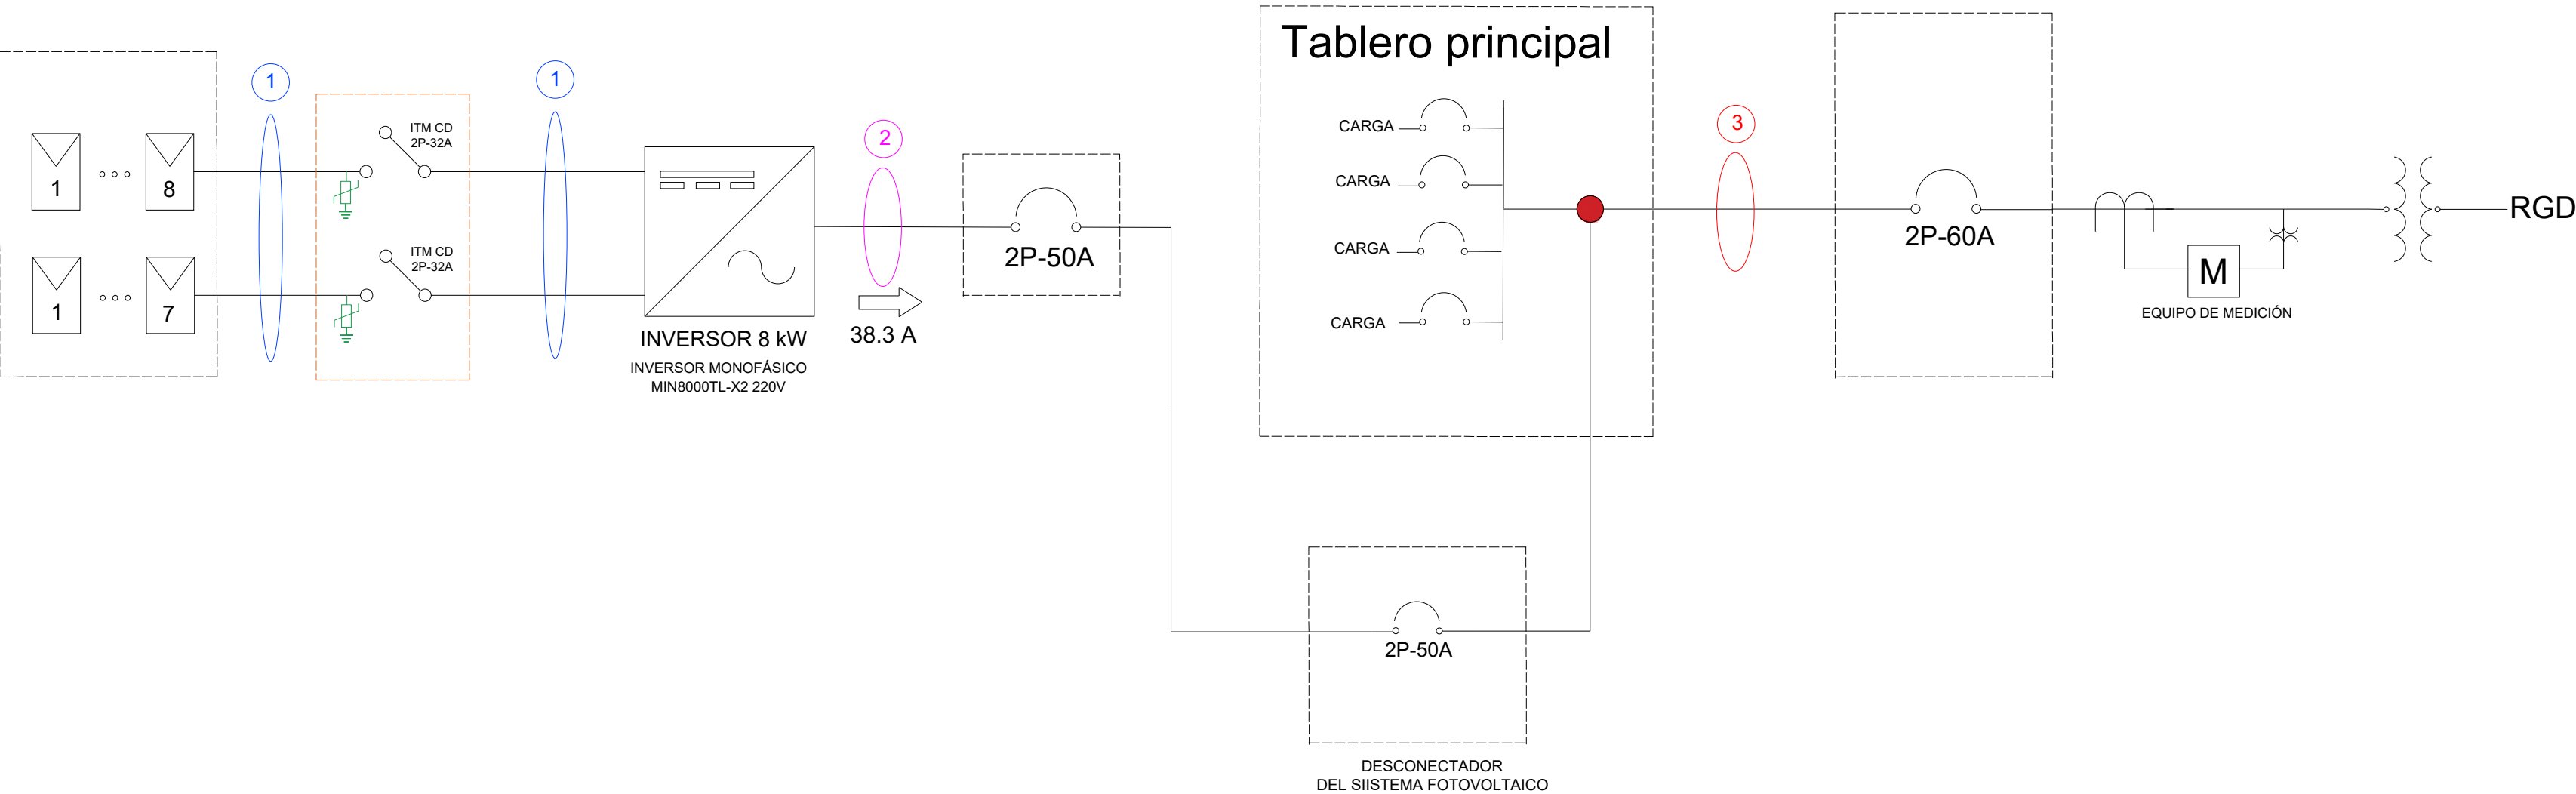 Tablero principal
1
1
2
3
ITM CD
2P-32A
1
8
ITM CD
2P-32A
1
7
INVERSOR 8 kW
INVERSOR MONOFÁSICO
MIN8000TL-X2 220V
38.3 A
2P-50A
CARGA
CARGA
CARGA
CARGA
2P-60A
M
EQUIPO DE MEDICIÓN
RGD
2P-50A
DESCONECTADOR
DEL SIISTEMA FOTOVOLTAICO